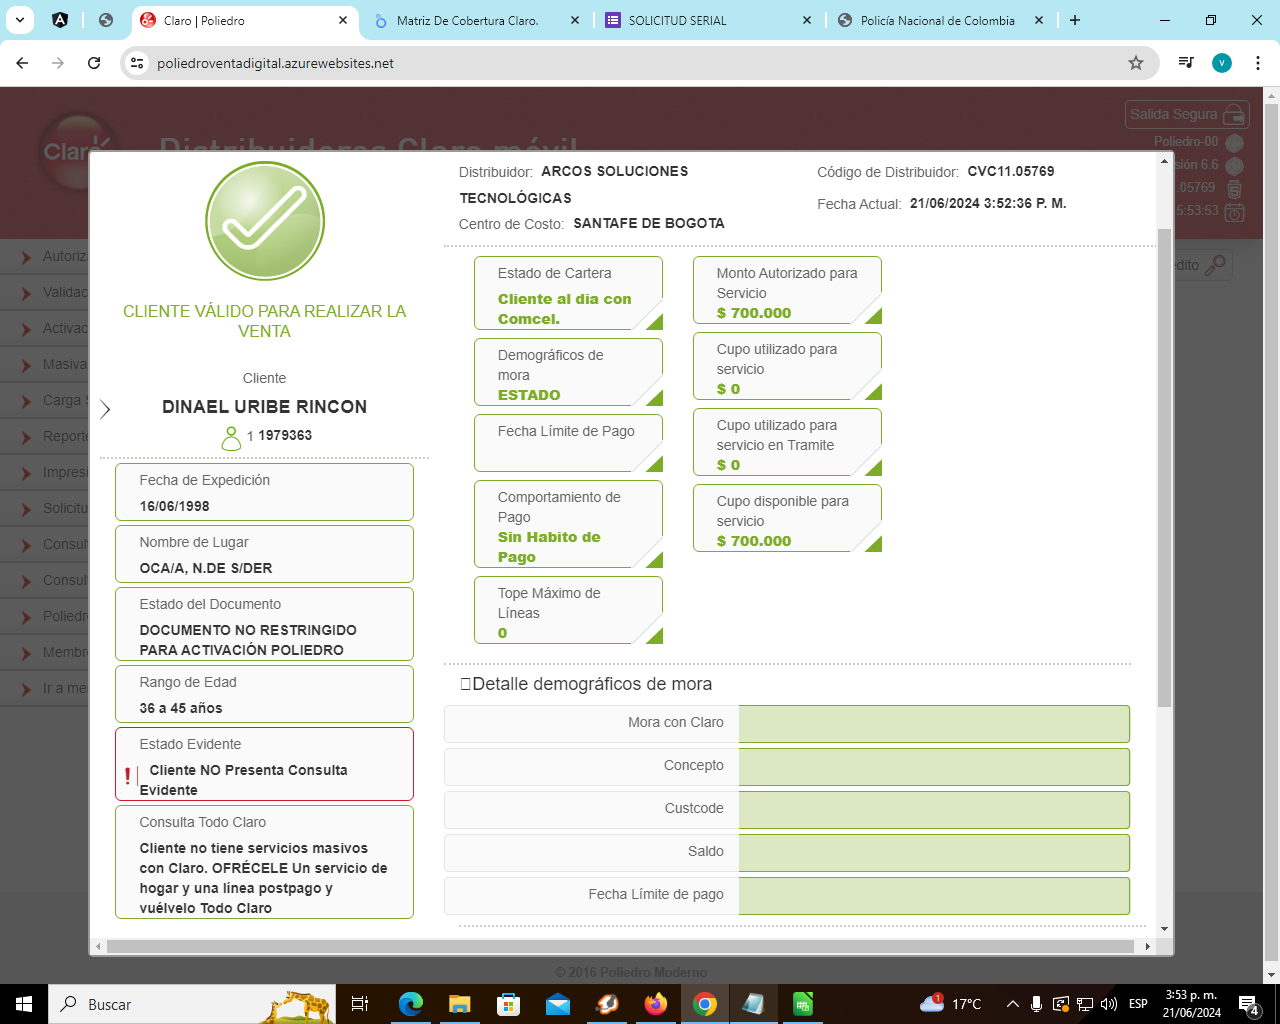 Claro | Poliedro
Matriz De Cobertura Claro.
SOLICITUD SERIAL
Policía Nacional de Colombia
poliedroventadigital.azurewebsites.net
V
Claro
Distribuidores Claro móvil
Salida Segura
Poliedro-00
sión 6.6
.05769
5:53:53
Autoriz
Validac
Activac
Masiva
Carga S
Reporte
Impresi
Solicitu
Consult
Consult
Poliedro
Membr
Ir a me
édito
CLIENTE VÁLIDO PARA REALIZAR LA
VENTA
Cliente
DINAEL URIBE RINCON
1 1979363
Fecha de Expedición
16/06/1998
Nombre de Lugar
OCA/A, N.DE S/DER
Estado del Documento
DOCUMENTO NO RESTRINGIDO
PARA ACTIVACIÓN POLIEDRO
Rango de Edad
36 a 45 años
Estado Evidente
Cliente NO Presenta Consulta
Evidente
Consulta Todo Claro
Cliente no tiene servicios masivos
con Claro. OFRÉCELE Un servicio de
hogar y una línea postpago y
vuélvelo Todo Claro
Distribuidor: ARCOS SOLUCIONES
TECNOLÓGICAS
Centro de Costo: SANTAFE DE BOGOTA
Código de Distribuidor: CVC11.05769
Fecha Actual: 21/06/2024 3:52:36 P. M.
Estado de Cartera
Cliente al dia con
Comcel.
Demográficos de
mora
ESTADO
Fecha Límite de Pago
Comportamiento de
Pago
Sin Habito de
Pago
Tope Máximo de
Líneas
0
Monto Autorizado para
Servicio
$ 700.000
Cupo utilizado para
servicio
$ 0
Cupo utilizado para
servicio en Tramite
$ 0
Cupo disponible para
servicio
$ 700.000
Detalle demográficos de mora
Mora con Claro
Concepto
Custcode
Saldo
Fecha Límite de pago
© 2016 Poliedro Moderno
Buscar
1
17°C
ESP
3:53 p. m.
21/06/2024
4